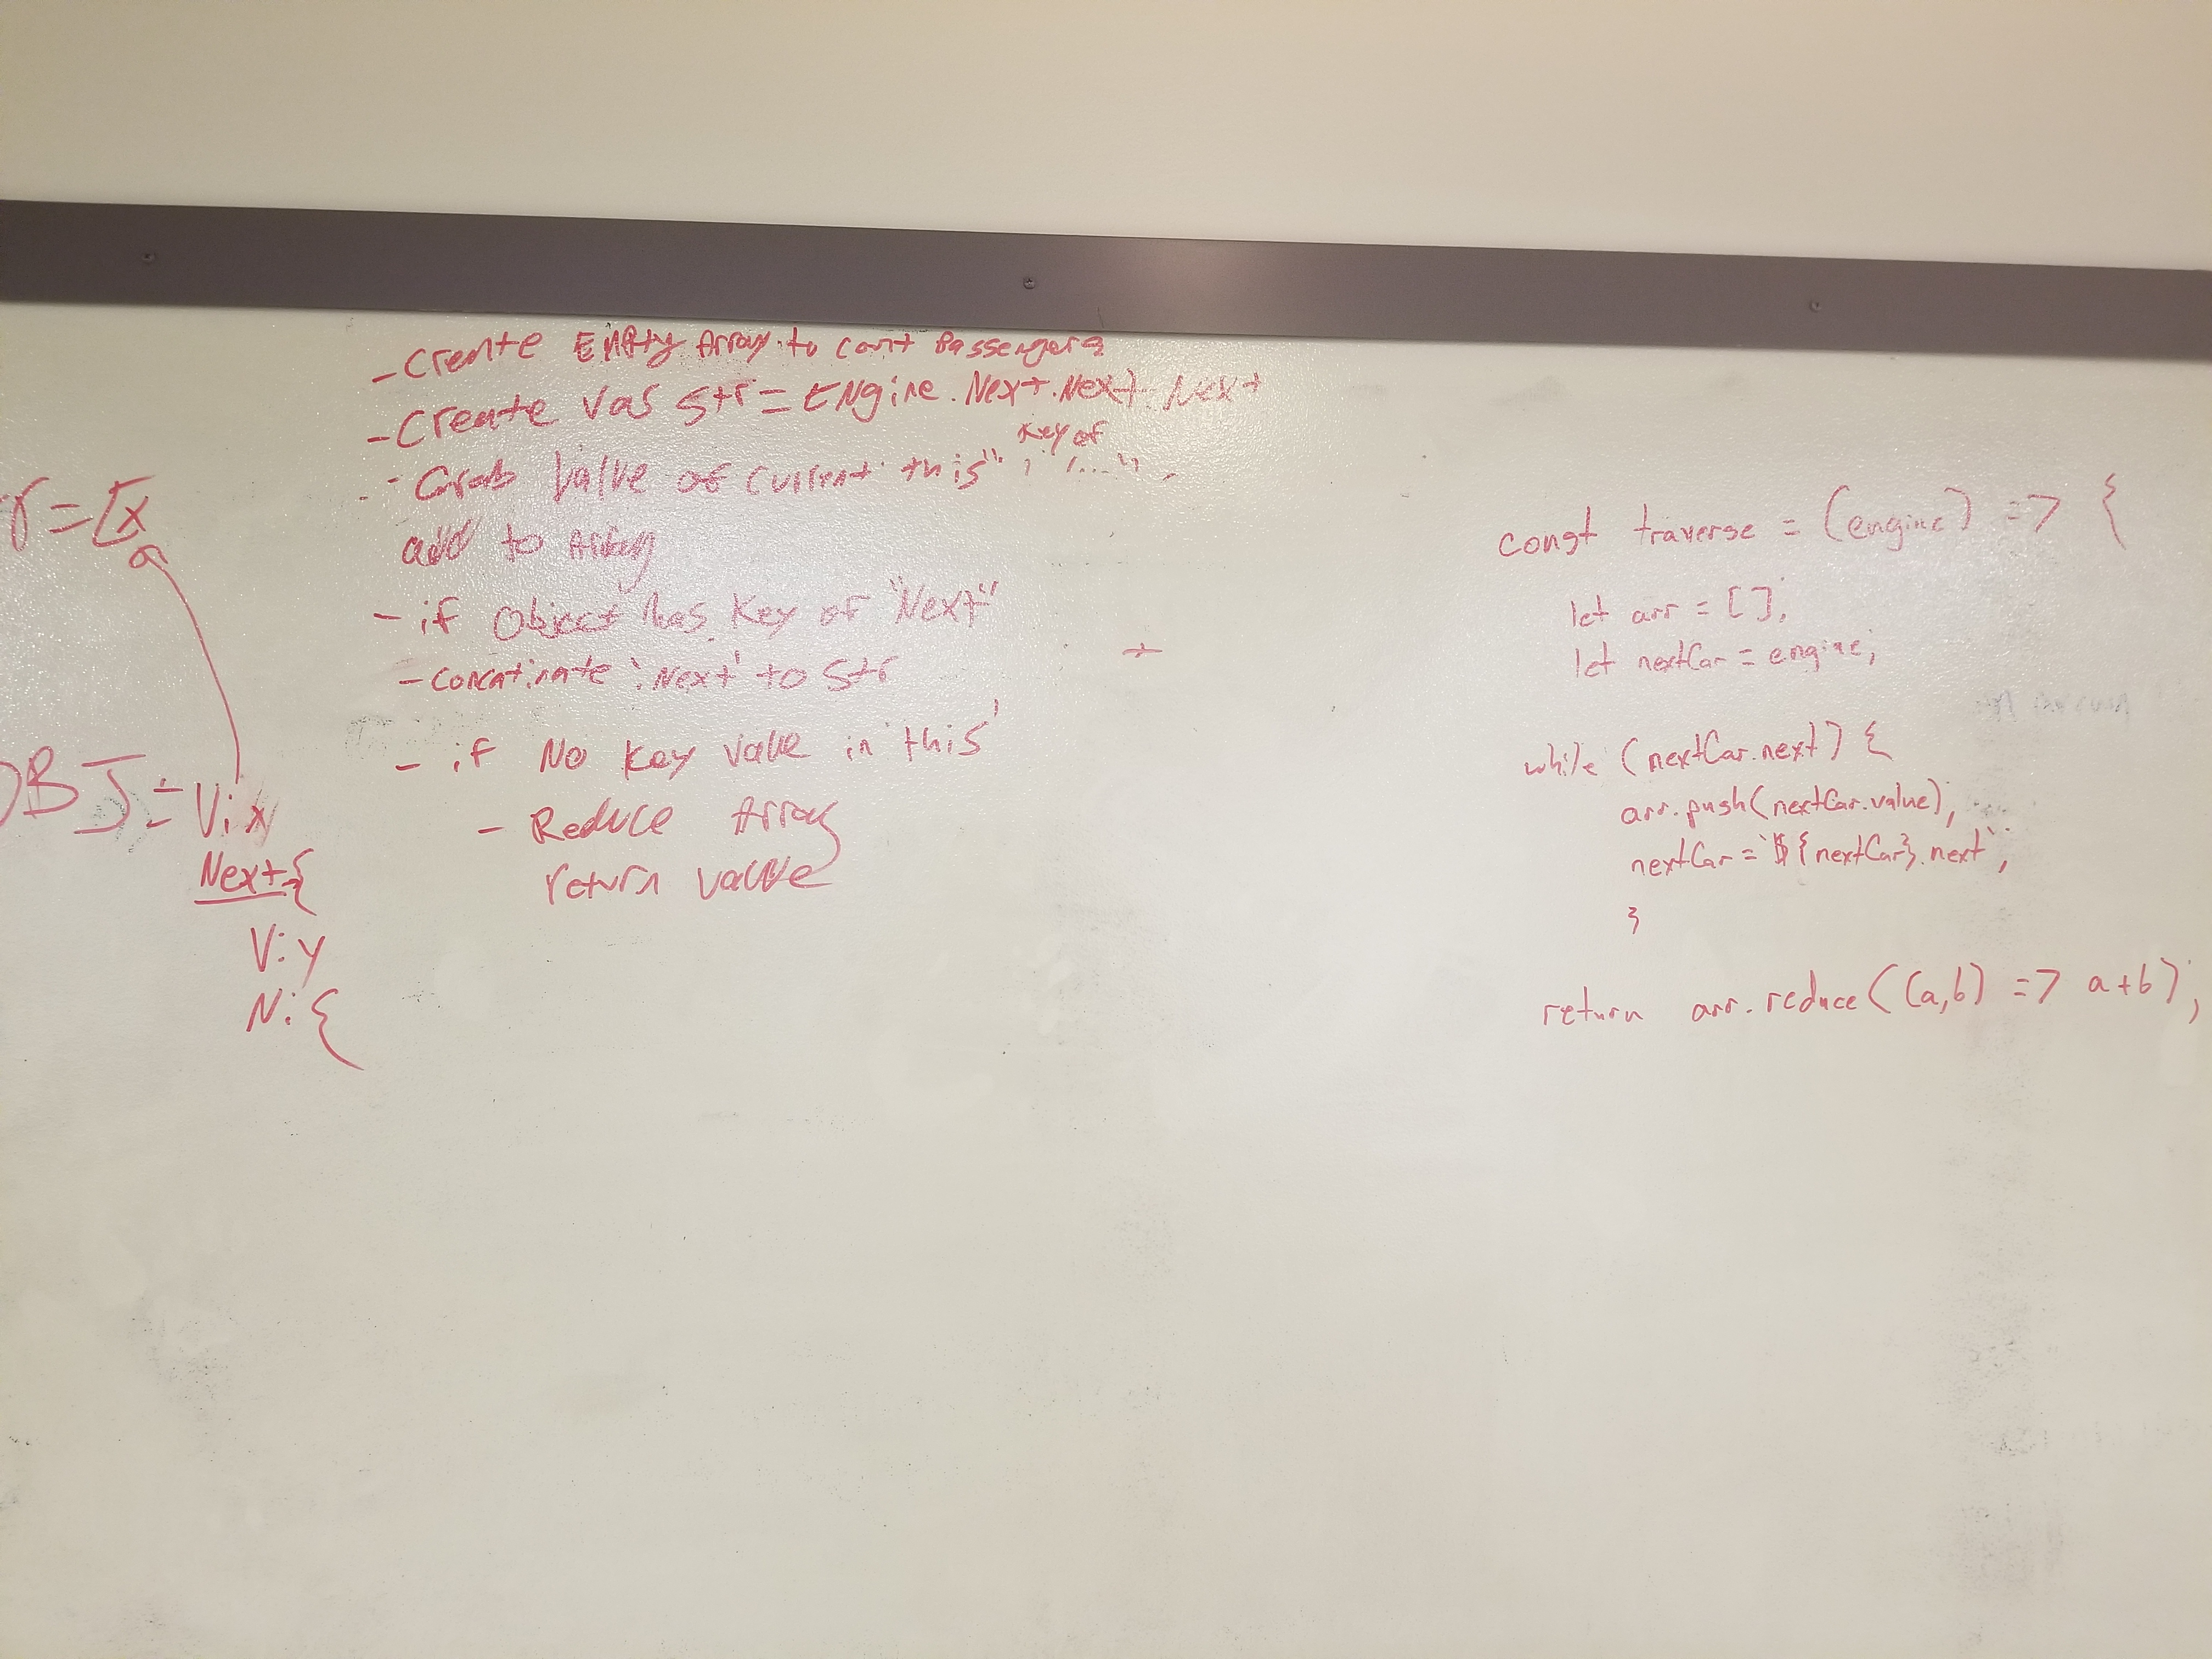 - Create Empty Array to cont Passengers
- Create Var str = Engine.Next.Next.Next
key of
- Grab Value of current "this"
add to Array
- if Object has Key of "Next"
- concatinate 'Next' to Str
- if No key value in 'this'
- Reduce Array
return value
r = [x
OBJ = V: x
Next {
V: y
N: {
const traverse = (engine) => {
let arr = [];
let nextCar = engine;
while (nextCar.next) {
arr.push(nextCar.value);
nextCar = `${nextCar}.next`;
}
return arr.reduce((a,b) => a+b);